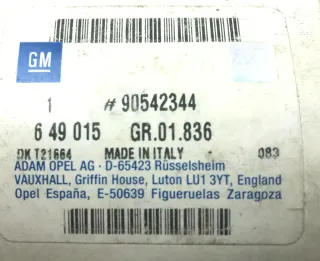 GM
1 # 90542344
6 49 015 GR.01.836
DK T21664 MADE IN ITALY 083
ADAM OPEL AG · D-65423 Rüsselsheim
VAUXHALL, Griffin House, Luton LU1 3YT, England
Opel España, E-50639 Figueruelas Zaragoza